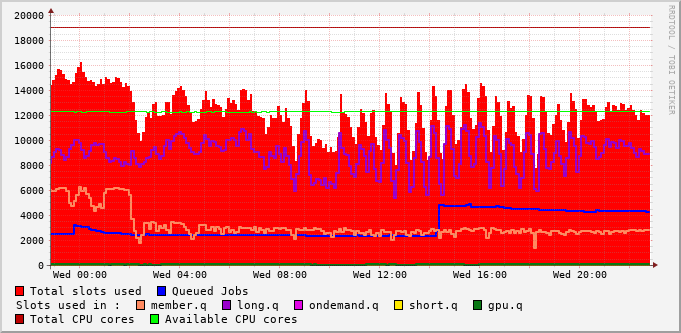 20000
18000
16000
14000
12000
10000
8000
6000
4000
2000
0
Wed 00:00 Wed 04:00 Wed 08:00 Wed 12:00 Wed 16:00 Wed 20:00
RRDTOOL / TOBI OETIKER
Total slots used Queued Jobs
Slots used in : member.q long.q ondemand.q short.q gpu.q
Total CPU cores Available CPU cores